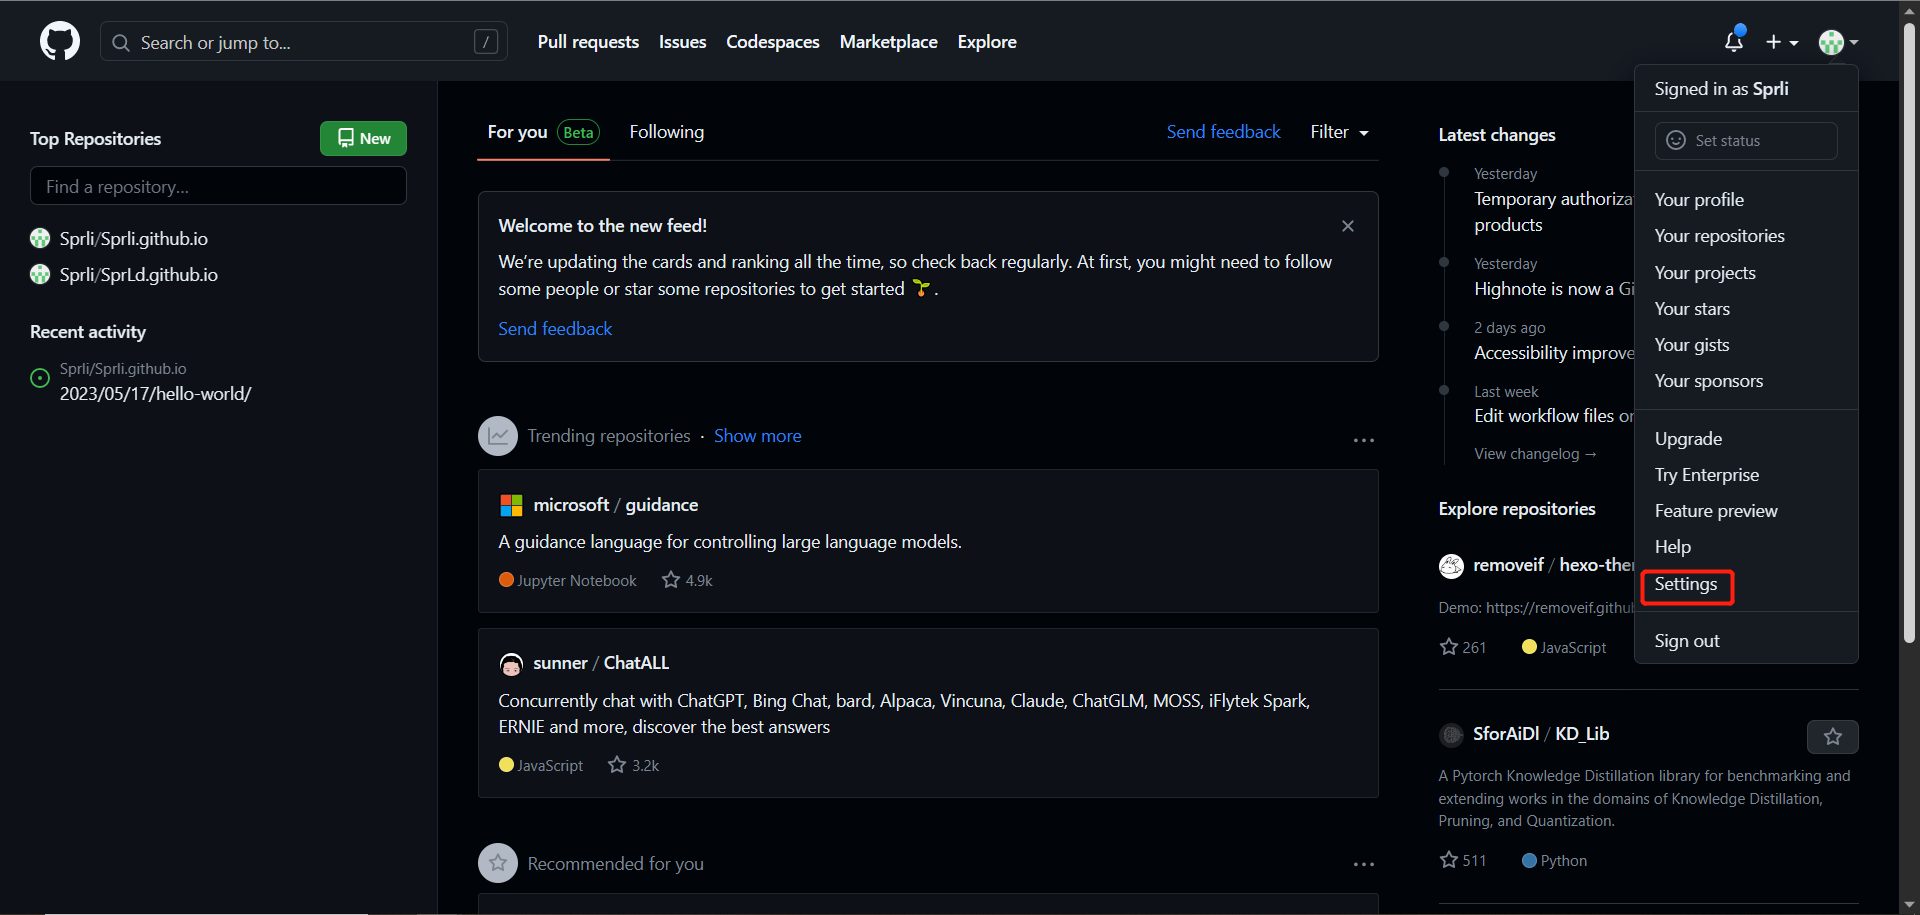 Search or jump to...
/
Pull requests
Issues
Codespaces
Marketplace
Explore
Top Repositories
New
Find a repository...
Sprli/Sprli.github.io
Sprli/SprLd.github.io
Recent activity
Sprli/Sprli.github.io
2023/05/17/hello-world/
For you Beta
Following
Send feedback
Filter
Welcome to the new feed!
We’re updating the cards and ranking all the time, so check back regularly. At first, you might need to follow
some people or star some repositories to get started 🌱 .
Send feedback
Trending repositories · Show more
microsoft / guidance
A guidance language for controlling large language models.
Jupyter Notebook
4.9k
sunner / ChatALL
Concurrently chat with ChatGPT, Bing Chat, bard, Alpaca, Vincuna, Claude, ChatGLM, MOSS, iFlytek Spark,
ERNIE and more, discover the best answers
JavaScript
3.2k
Recommended for you
Latest changes
Yesterday
Temporary authoriza
products
Yesterday
Highnote is now a Gi
2 days ago
Accessibility improve
Last week
Edit workflow files or
View changelog →
Explore repositories
removeif / hexo-the
Demo: https://removeif.githu
261
JavaScript
SforAiDl / KD_Lib
A Pytorch Knowledge Distillation library for benchmarking and
extending works in the domains of Knowledge Distillation,
Pruning, and Quantization.
511
Python
Signed in as Sprli
Set status
Your profile
Your repositories
Your projects
Your stars
Your gists
Your sponsors
Upgrade
Try Enterprise
Feature preview
Help
Settings
Sign out